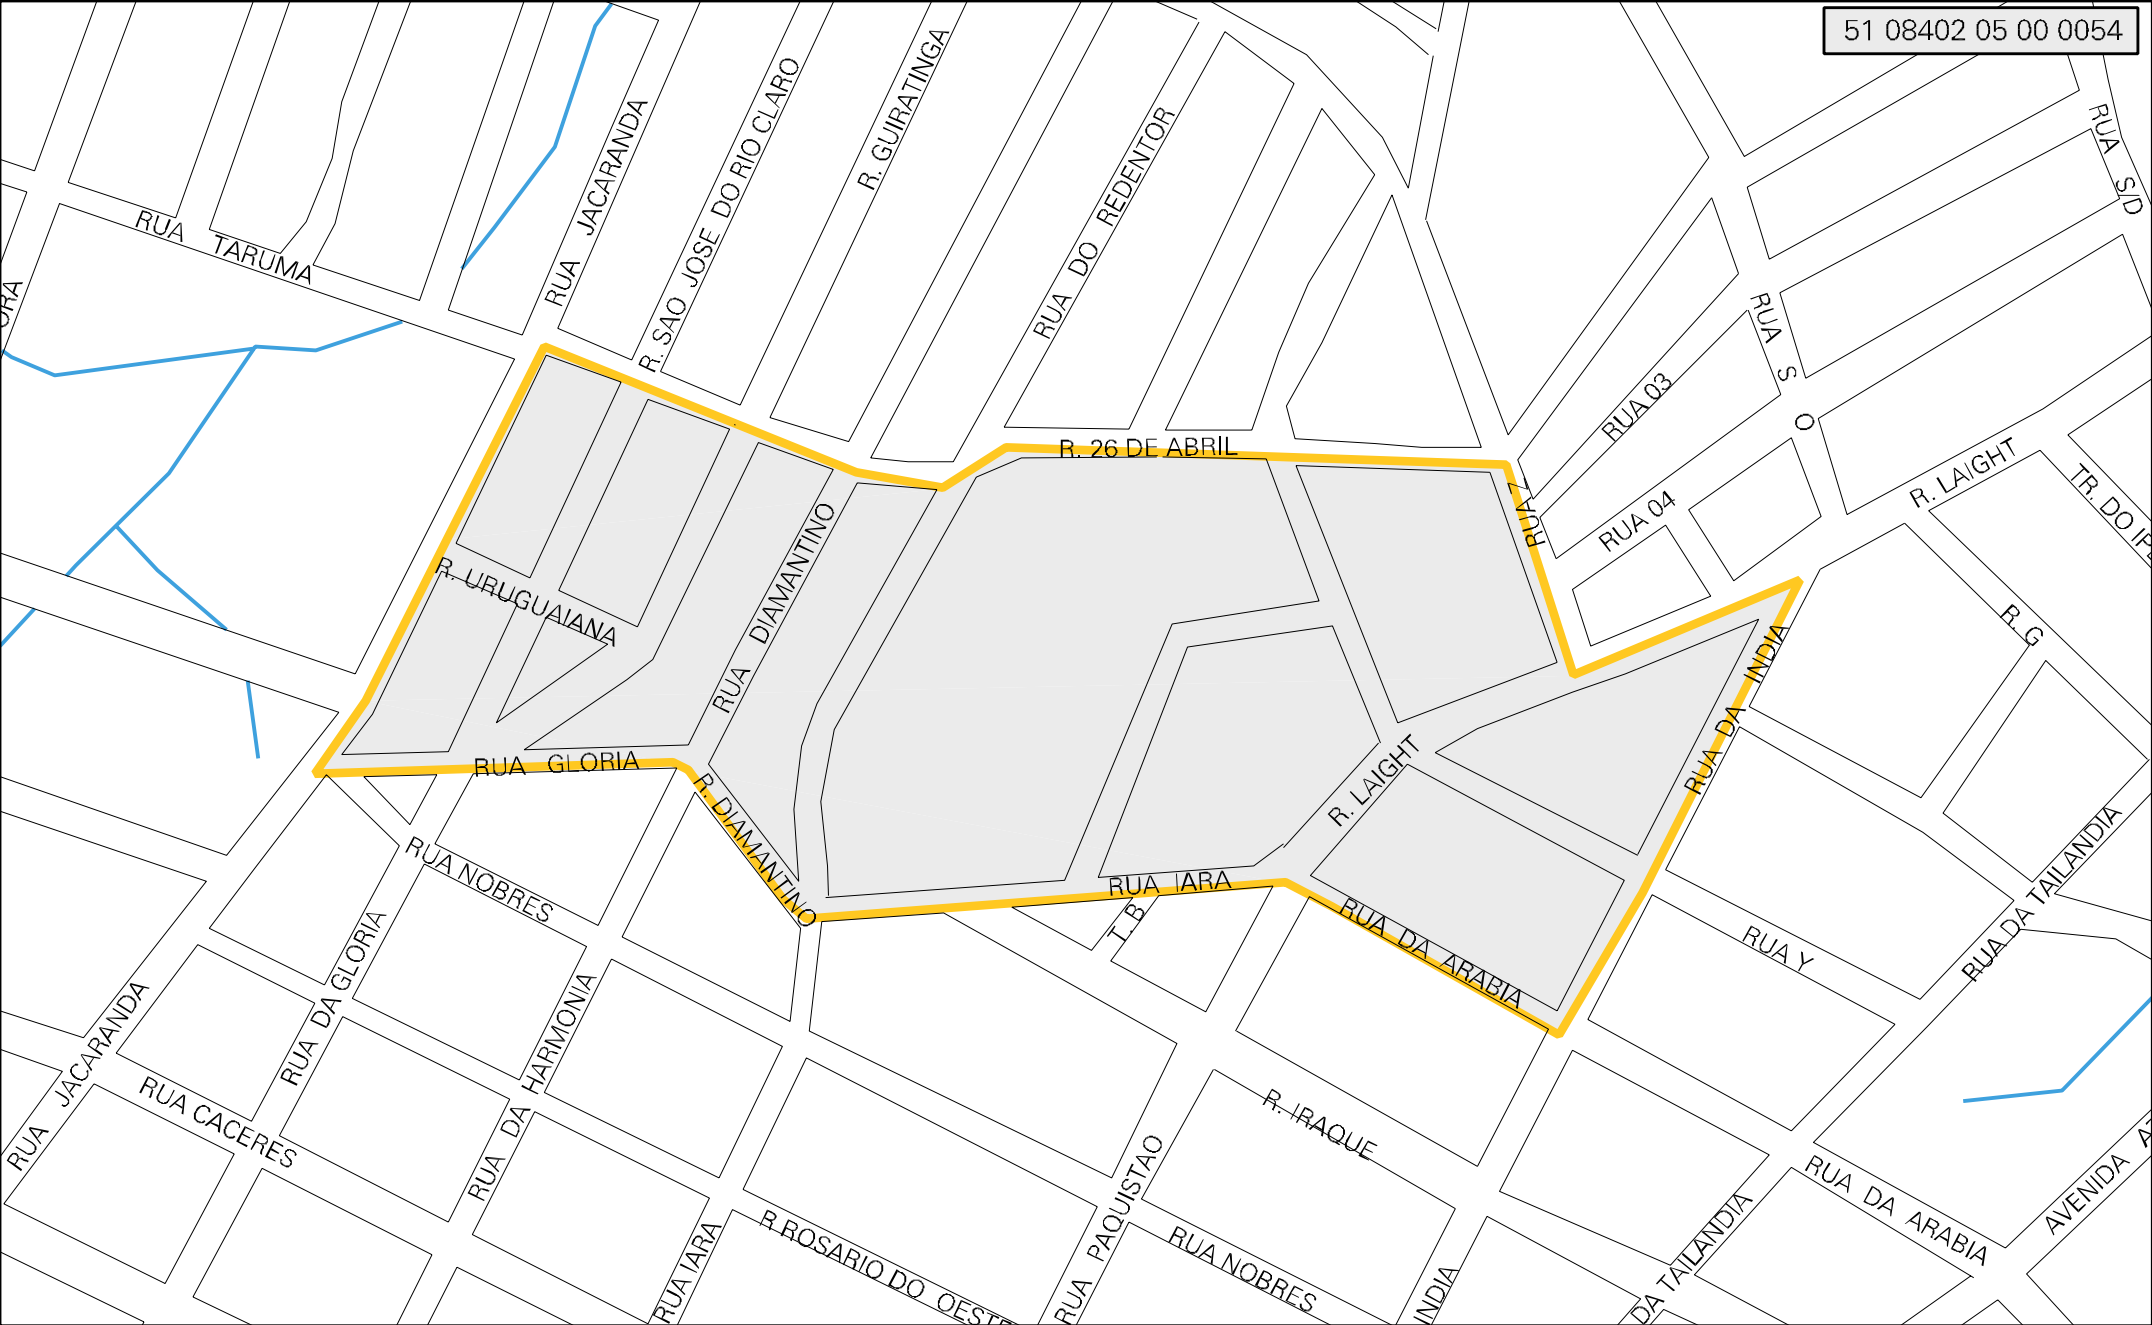 51 08402 05 00 0054
RUA JACARANDA
R. SAO JOSE DO RIO CLARO
R. GUIRATINGA
RUA DO REDENTOR
RUA S/D
RUA TARUMA
RUA S O
RUA 03
R. 26 DE ABRIL
RUA 04
R. LAIGHT
RUA Z
R. URUGUAIANA
RUA DIAMANTINO
R. G
RUA DA INDIA
RUA GLORIA
R. DIAMANTINO
R. LAIGHT
RUA NOBRES
RUA IARA
T. B
RUA DA ARABIA
RUA DA TAILANDIA
RUA Y
RUA DA GLORIA
RUA DA HARMONIA
RUA JACARANDA
RUA CACERES
R. IRAQUE
RUA PAQUISTAO
RUA IARA
R.ROSARIO DO OESTE
RUA NOBRES
INDIA
DA TAILANDIA
RUA DA ARABIA
AVENIDA
TR. DO